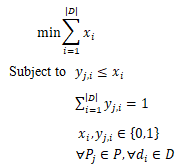 min ∑_{i=1}^{|D|} x_i
Subject to y_{j,i} ≤ x_i
∑_{i=1}^{|D|} y_{j,i} = 1
x_i, y_{j,i} ∈ {0,1}
∀P_j ∈ P, ∀d_i ∈ D